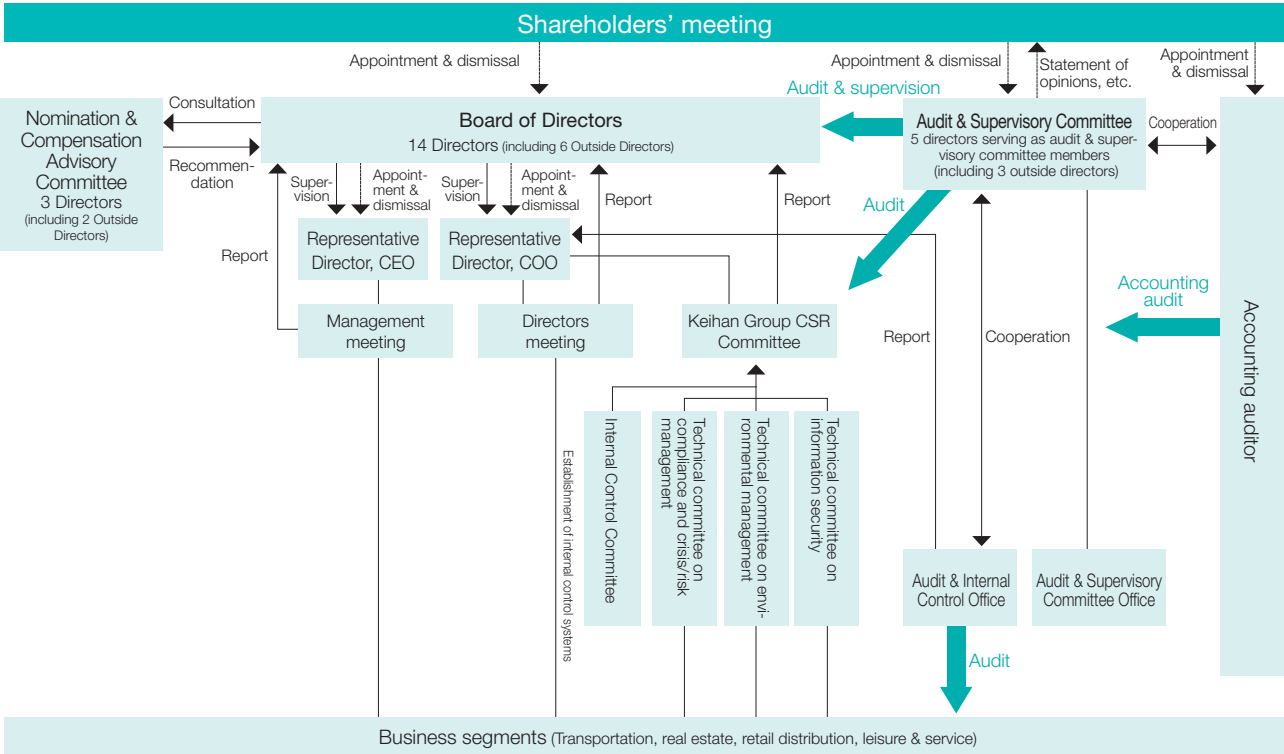 Shareholders' meeting
Appointment & dismissal
Appointment & dismissal
Statement of
opinions, etc.
Appointment
& dismissal
Audit & supervision
Nomination &
Compensation
Advisory
Committee
3 Directors
(including 2 Outside
Directors)
Consultation
Recommen-
dation
Board of Directors
14 Directors (including 6 Outside Directors)
Audit & Supervisory Committee
5 directors serving as audit & super-
visory committee members
(including 3 outside directors)
Cooperation
Super-
vision
Appoint-
ment &
dismissal
Super-
vision
Appoint-
ment &
dismissal
Report
Report
Audit
Report
Representative
Director, CEO
Representative
Director, COO
Management
meeting
Directors
meeting
Keihan Group CSR
Committee
Report
Cooperation
Accounting
audit
Accounting auditor
Establishment of internal control systems
Internal Control Committee
Technical committee on
compliance and crisis/risk
management
Technical committee on envi-
ronmental management
Technical committee on
information security
Audit & Internal
Control Office
Audit & Supervisory
Committee Office
Audit
Business segments (Transportation, real estate, retail distribution, leisure & service)